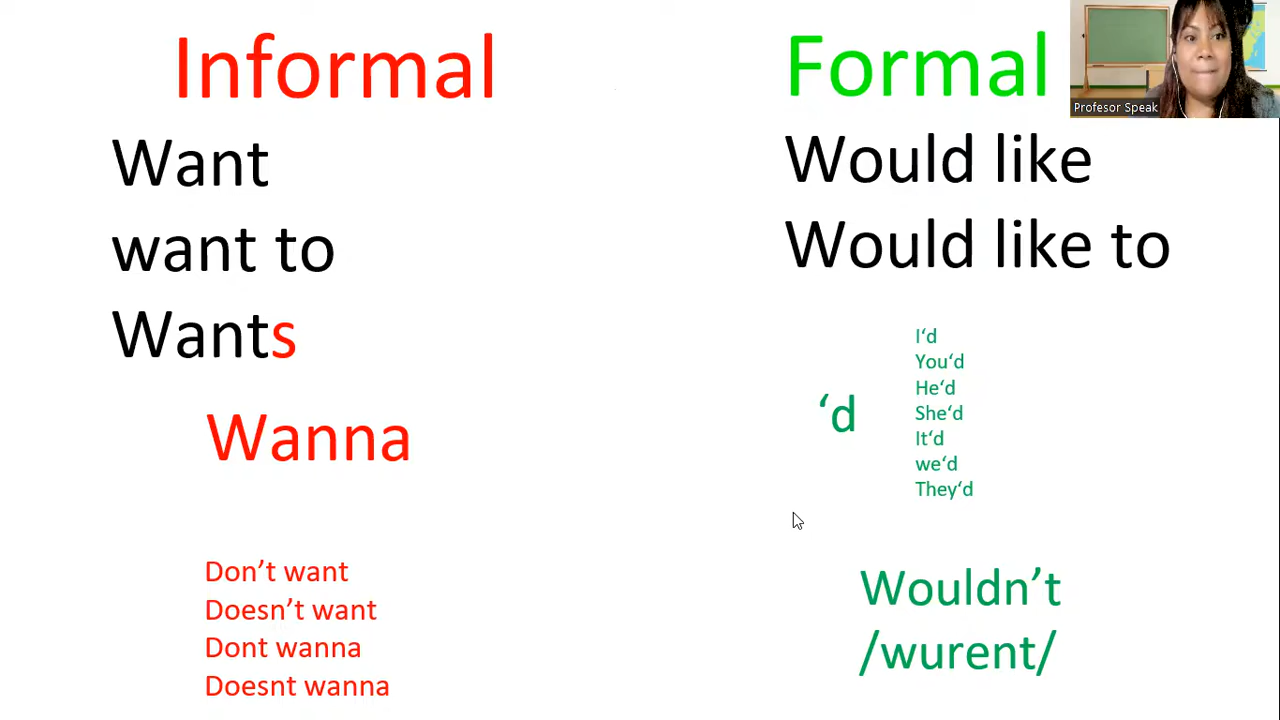 Informal
Want
want to
Wants
Wanna
Don’t want
Doesn’t want
Dont wanna
Doesnt wanna
Formal
Would like
Would like to
‘d
I‘d
You‘d
He‘d
She‘d
It‘d
we‘d
They‘d
Wouldn’t
/wurent/
Profesor Speak